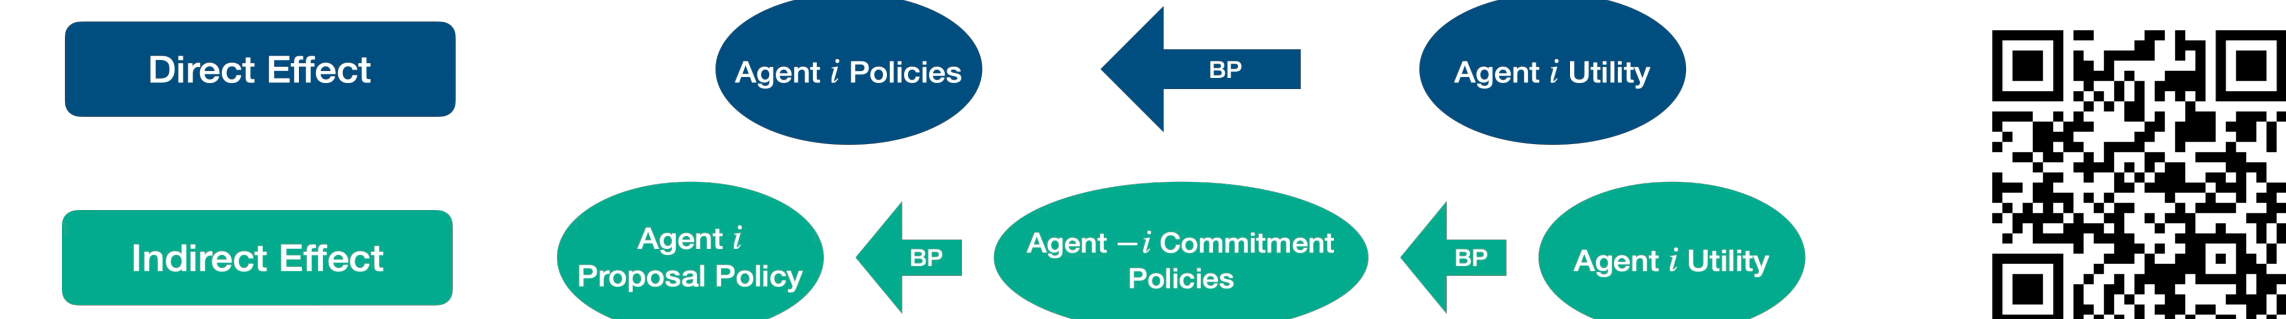 Direct Effect
Agent i Policies
BP
Agent i Utility
Indirect Effect
Agent i
Proposal Policy
BP
Agent −i Commitment
Policies
BP
Agent i Utility